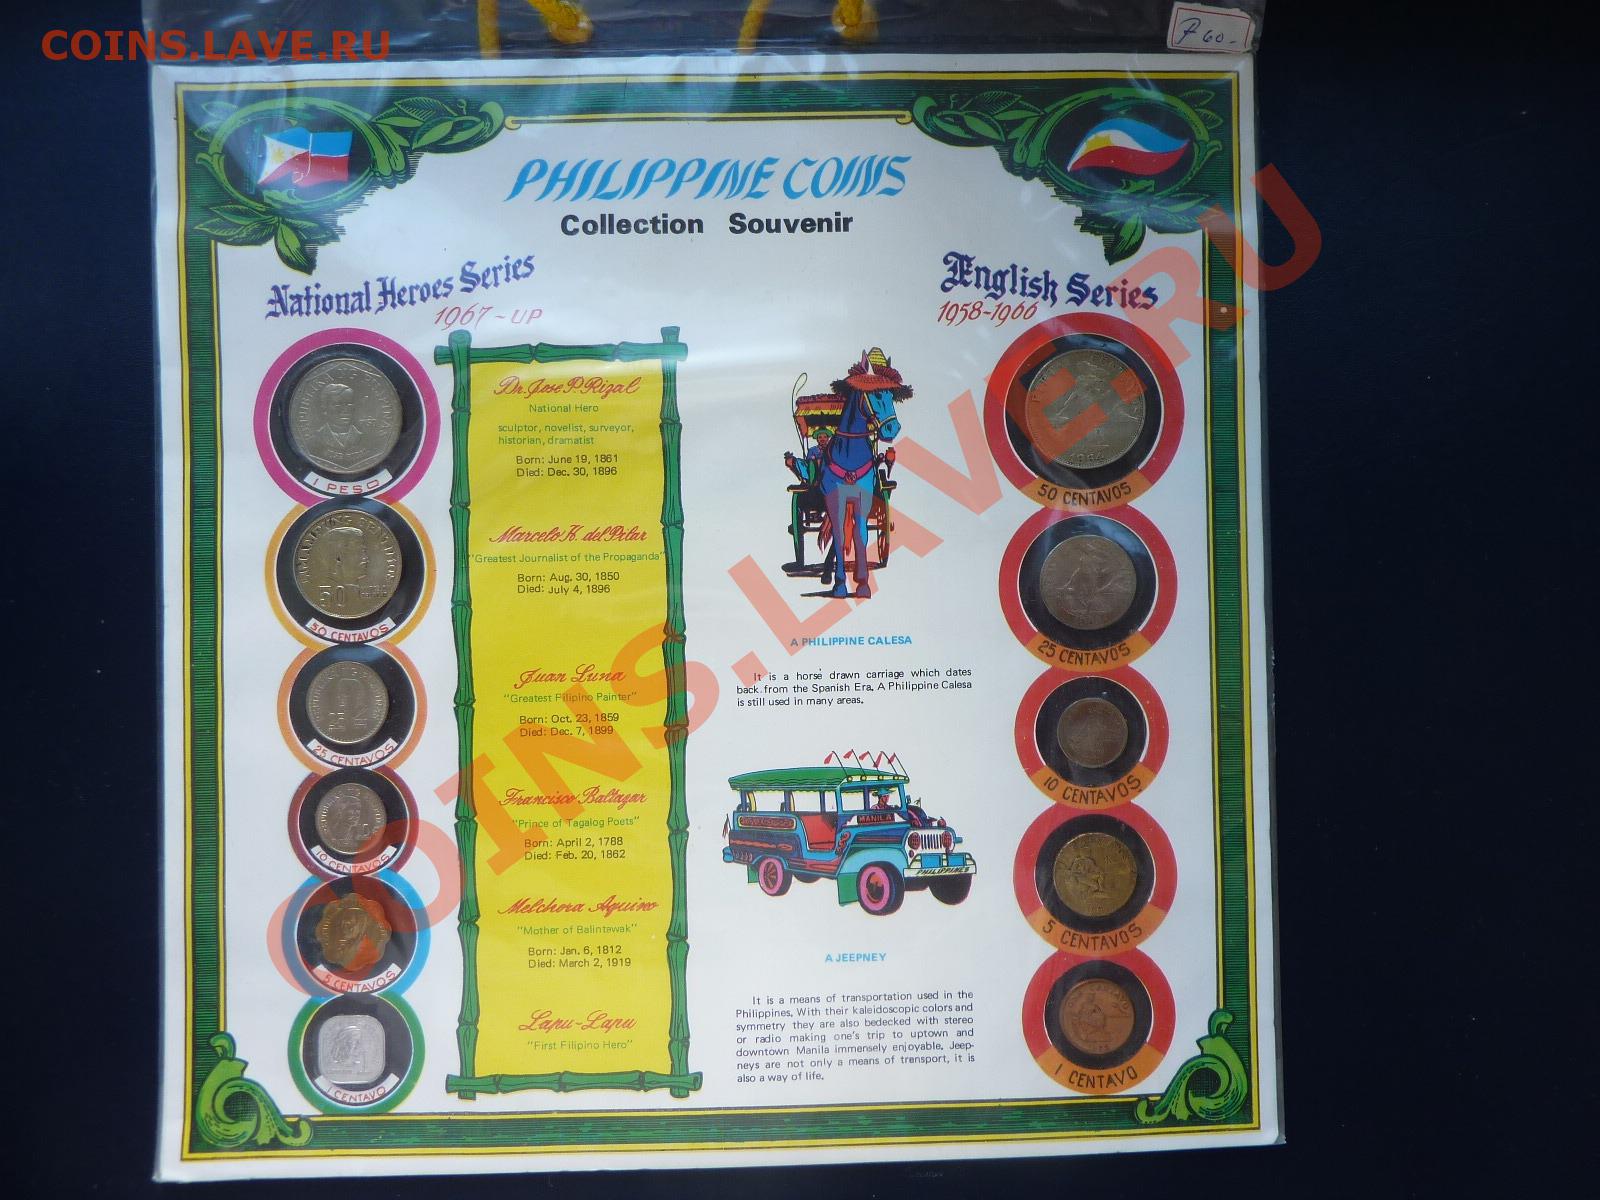 COINS.LAVE.RU
₱60-
PHILIPPINE COINS
Collection Souvenir
National Heroes Series
1967-UP
English Series
1958-1966
1 PESO
50 CENTAVOS
25 CENTAVOS
10 CENTAVOS
5 CENTAVOS
1 CENTAVO
Dr. Jose P. Rizal
National Hero
sculptor, novelist, surveyor,
historian, dramatist
Born: June 19, 1861
Died: Dec. 30, 1896
Marcelo H. del Pilar
"Greatest Journalist of the Propaganda"
Born: Aug. 30, 1850
Died: July 4, 1896
Juan Luna
"Greatest Filipino Painter"
Born: Oct. 23, 1859
Died: Dec. 7, 1899
Francisco Baltazar
"Prince of Tagalog Poets"
Born: April 2, 1788
Died: Feb. 20, 1862
Melchora Aquino
"Mother of Balintawak"
Born: Jan. 6, 1812
Died: March 2, 1919
Lapu-Lapu
"First Filipino Hero"
A PHILIPPINE CALESA
It is a horse drawn carriage which dates
back from the Spanish Era. A Philippine Calesa
is still used in many areas.
MANILA
PHILIPPINES
A JEEPNEY
It is a means of transportation used in the
Philippines. With their kaleidoscopic colors and
symmetry they are also bedecked with stereo
or radio making one's trip to uptown and
downtown Manila immensely enjoyable. Jeep-
neys are not only a means of transport, it is
also a way of life.
1964
50 CENTAVOS
25 CENTAVOS
10 CENTAVOS
5 CENTAVOS
1 CENTAVO
COINS.LAVE.RU